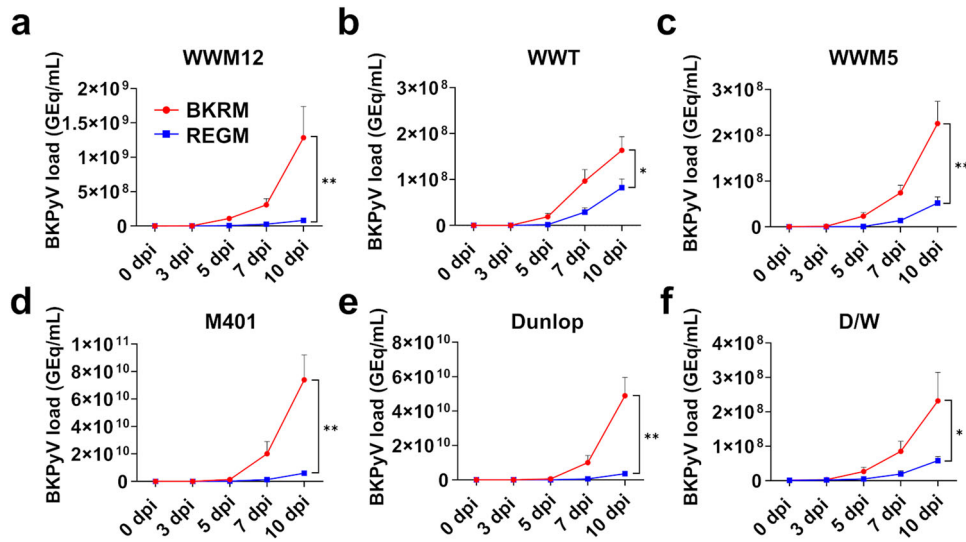 a
WWM12
BKPyV load (GEq/mL)
2×10⁹
1.5×10⁹
1×10⁹
5×10⁸
0
BKRM
REGM
**
0 dpi
3 dpi
5 dpi
7 dpi
10 dpi
b
WWT
BKPyV load (GEq/mL)
3×10⁸
2×10⁸
1×10⁸
0
*
0 dpi
3 dpi
5 dpi
7 dpi
10 dpi
c
WWM5
BKPyV load (GEq/mL)
3×10⁸
2×10⁸
1×10⁸
0
**
0 dpi
3 dpi
5 dpi
7 dpi
10 dpi
d
M401
BKPyV load (GEq/mL)
1×10¹¹
8×10¹⁰
6×10¹⁰
4×10¹⁰
2×10¹⁰
0
**
0 dpi
3 dpi
5 dpi
7 dpi
10 dpi
e
Dunlop
BKPyV load (GEq/mL)
8×10¹⁰
6×10¹⁰
4×10¹⁰
2×10¹⁰
0
**
0 dpi
3 dpi
5 dpi
7 dpi
10 dpi
f
D/W
BKPyV load (GEq/mL)
4×10⁸
3×10⁸
2×10⁸
1×10⁸
0
*
0 dpi
3 dpi
5 dpi
7 dpi
10 dpi